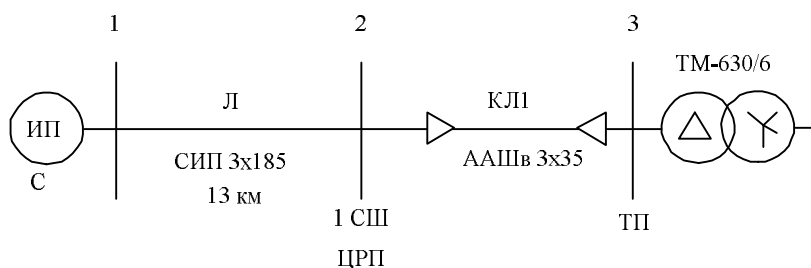 1
2
3
ТМ-630/6
Л
КЛ1
ИП
С
СИП 3х185
13 км
ААШв 3х35
1 СШ
ЦРП
ТП